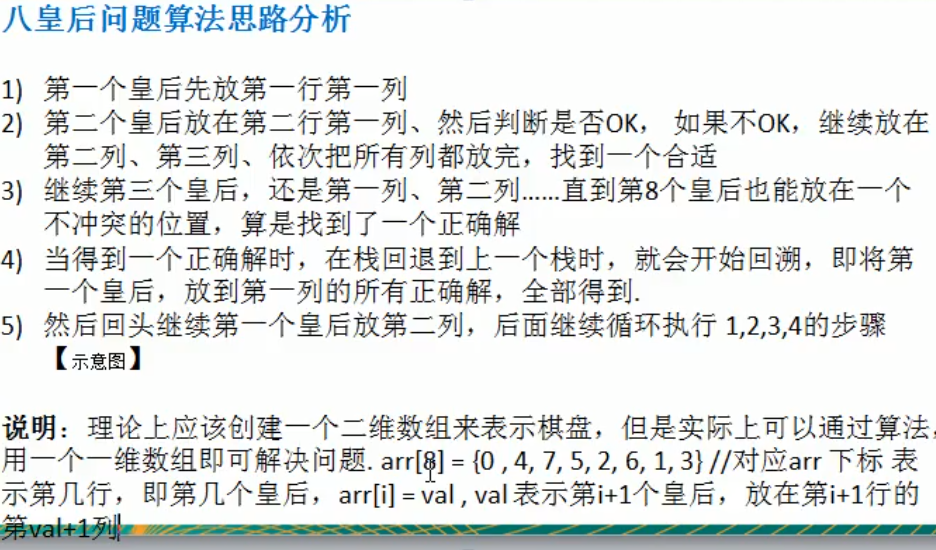 八皇后问题算法思路分析
1) 第一个皇后先放第一行第一列
2) 第二个皇后放在第二行第一列、然后判断是否OK， 如果不OK，继续放在
第二列、第三列、依次把所有列都放完，找到一个合适
3) 继续第三个皇后，还是第一列、第二列……直到第8个皇后也能放在一个
不冲突的位置，算是找到了一个正确解
4) 当得到一个正确解时，在栈回退到上一个栈时，就会开始回溯，即将第
一个皇后，放到第一列的所有正确解，全部得到.
5) 然后回头继续第一个皇后放第二列，后面继续循环执行 1,2,3,4的步骤
【示意图】
说明：理论上应该创建一个二维数组来表示棋盘，但是实际上可以通过算法，
用一个一维数组即可解决问题. arr[8] = {0 , 4, 7, 5, 2, 6, 1, 3} //对应arr 下标 表
示第几行，即第几个皇后，arr[i] = val , val 表示第i+1个皇后，放在第i+1行的
第val+1列